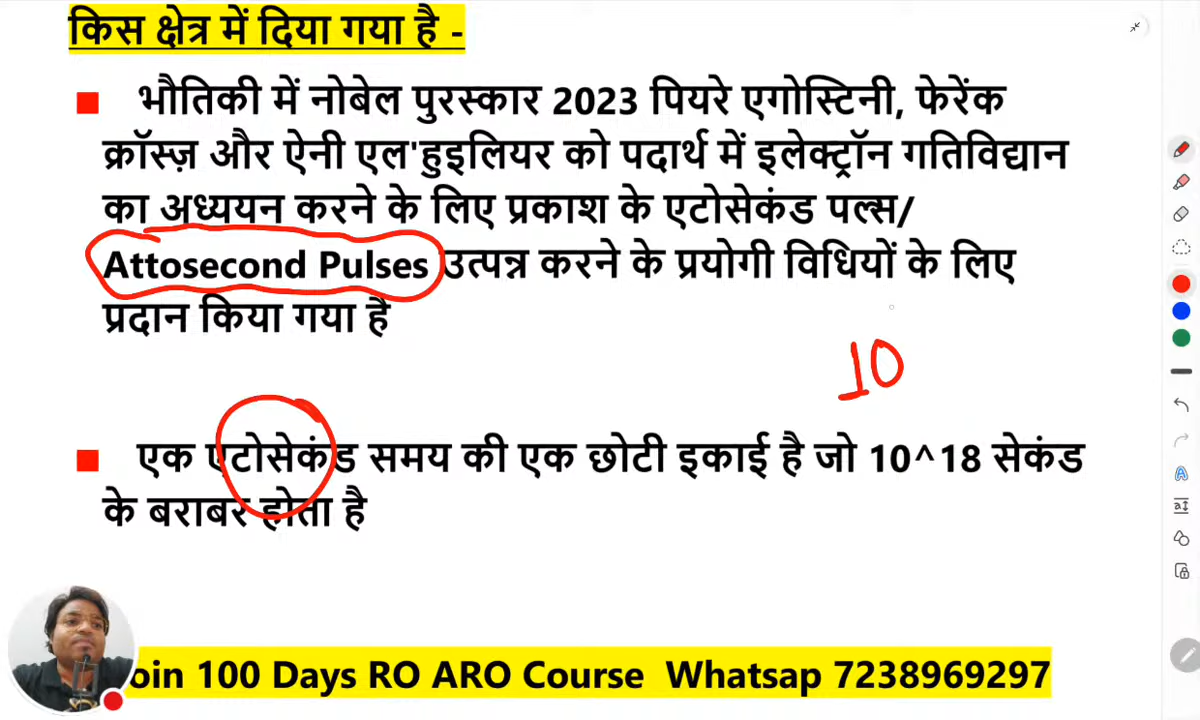 किस क्षेत्र में दिया गया है -
भौतिकी में नोबेल पुरस्कार 2023 पियरे एगोस्टिनी, फेरेंक
क्रॉस्ज़ और ऐनी एल'हुइलियर को पदार्थ में इलेक्ट्रॉन गतिविद्यान
का अध्ययन करने के लिए प्रकाश के एटोसेकंड पल्स/
Attosecond Pulses उत्पन्न करने के प्रयोगी विधियों के लिए
प्रदान किया गया है
10
एक एटोसेकंड समय की एक छोटी इकाई है जो 10^18 सेकंड
के बराबर होता है
oin 100 Days RO ARO Course Whatsap 7238969297